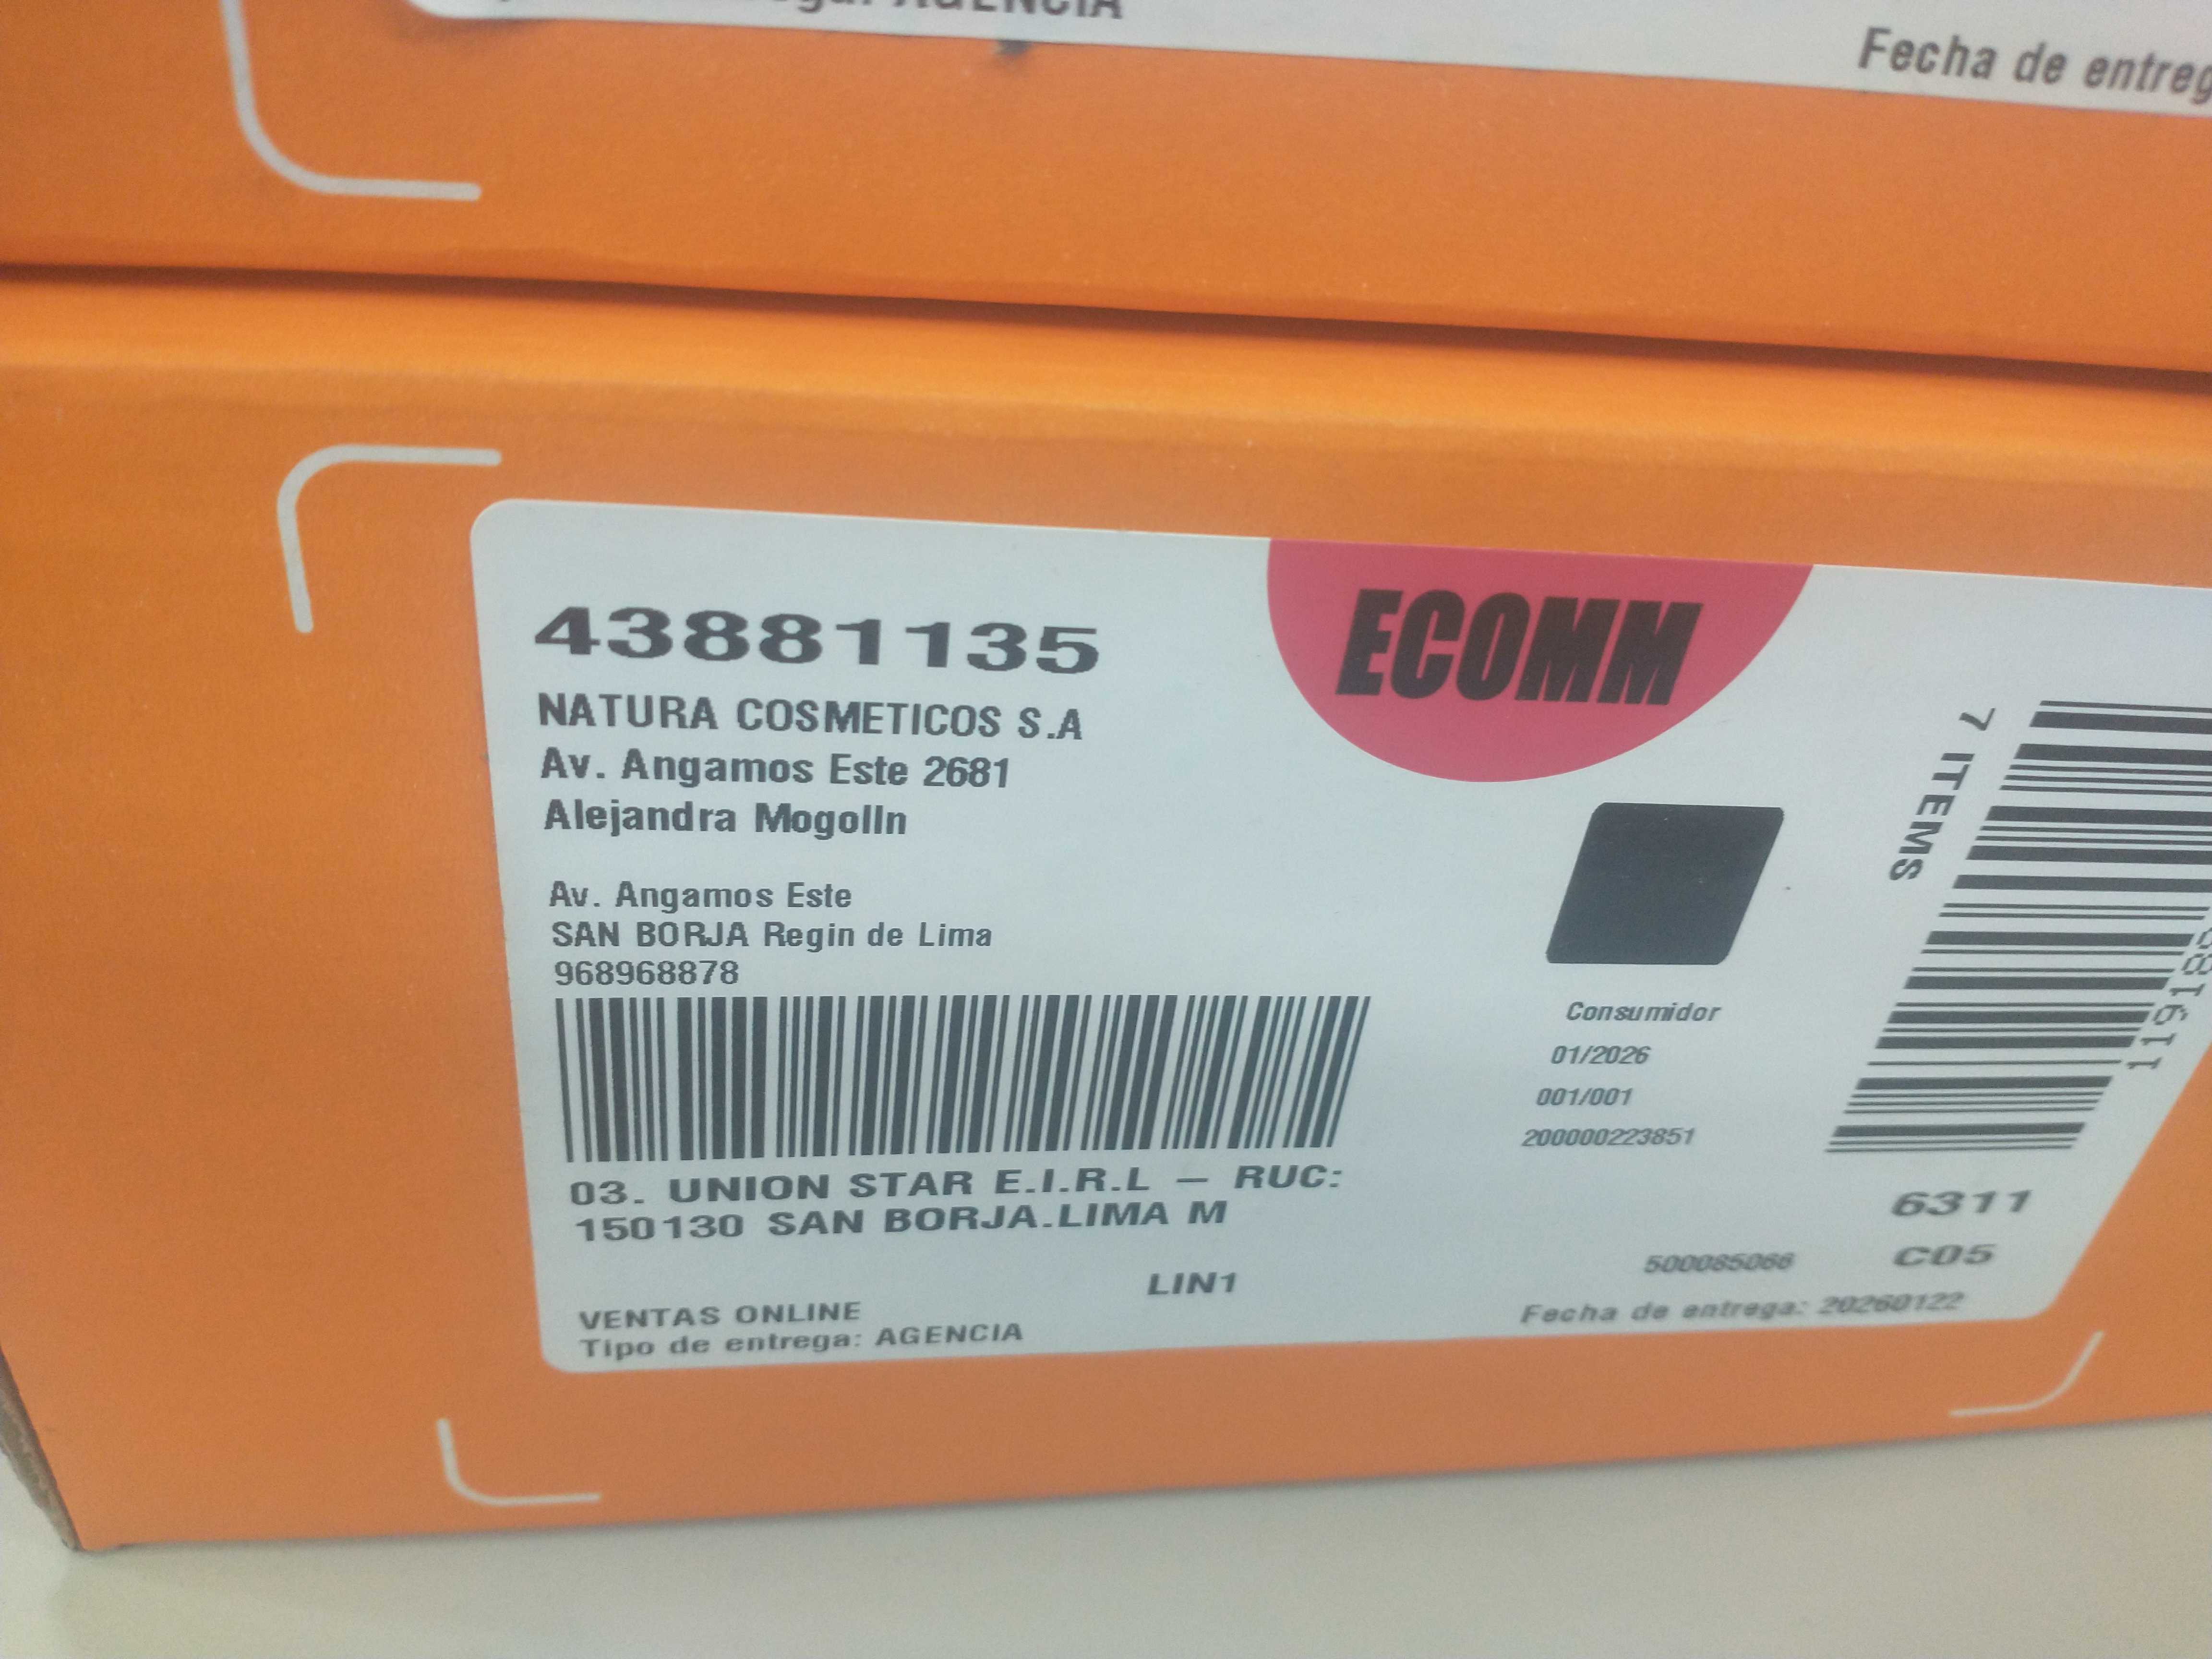 AGENCIA
Fecha de entreg
43881135
ECOMM
NATURA COSMETICOS S.A
Av. Angamos Este 2681
Alejandra Mogolln
7 ITEMS
Av. Angamos Este
SAN BORJA Regin de Lima
968968878
Consumidor
01/2026
001/001
200000223851
03. UNION STAR E.I.R.L — RUC:
150130 SAN BORJA.LIMA M
6311
500085066
C05
LIN1
VENTAS ONLINE
Tipo de entrega: AGENCIA
Fecha de entrega: 20260122